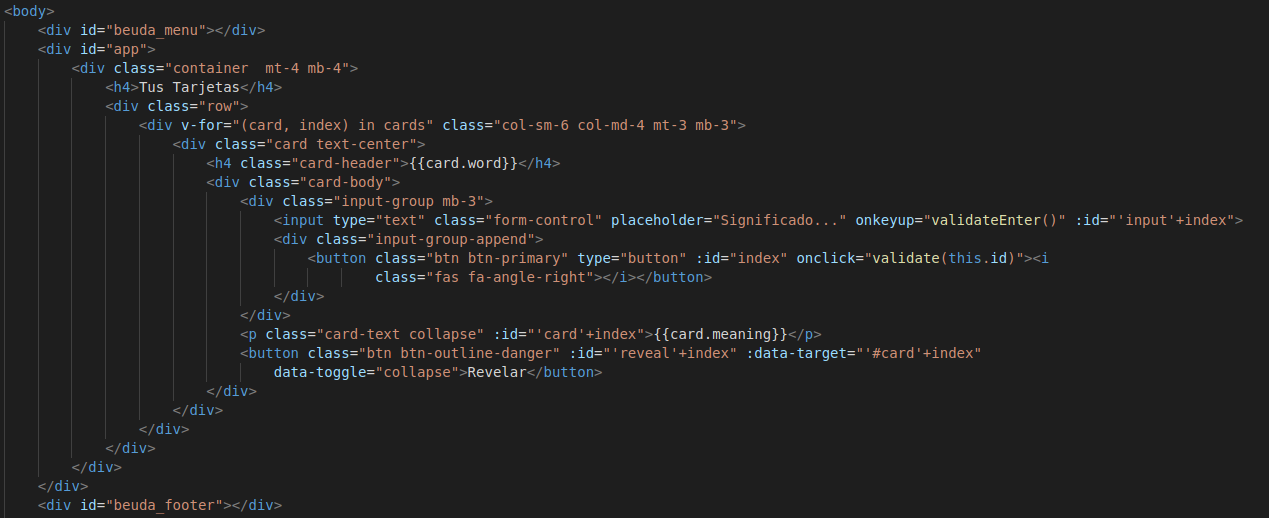 <body>
    <div id="beuda_menu"></div>
    <div id="app">
        <div class="container  mt-4 mb-4">
            <h4>Tus Tarjetas</h4>
            <div class="row">
                <div v-for="(card, index) in cards" class="col-sm-6 col-md-4 mt-3 mb-3">
                    <div class="card text-center">
                        <h4 class="card-header">{{card.word}}</h4>
                        <div class="card-body">
                            <div class="input-group mb-3">
                                <input type="text" class="form-control" placeholder="Significado..." onkeyup="validateEnter()" :id="'input'+index">
                                <div class="input-group-append">
                                    <button class="btn btn-primary" type="button" :id="index" onclick="validate(this.id)"><i
                                            class="fas fa-angle-right"></i></button>
                                </div>
                            </div>
                            <p class="card-text collapse" :id="'card'+index">{{card.meaning}}</p>
                            <button class="btn btn-outline-danger" :id="'reveal'+index" :data-target="'#card'+index"
                                data-toggle="collapse">Revelar</button>
                        </div>
                    </div>
                </div>
            </div>
        </div>
    </div>
    <div id="beuda_footer"></div>